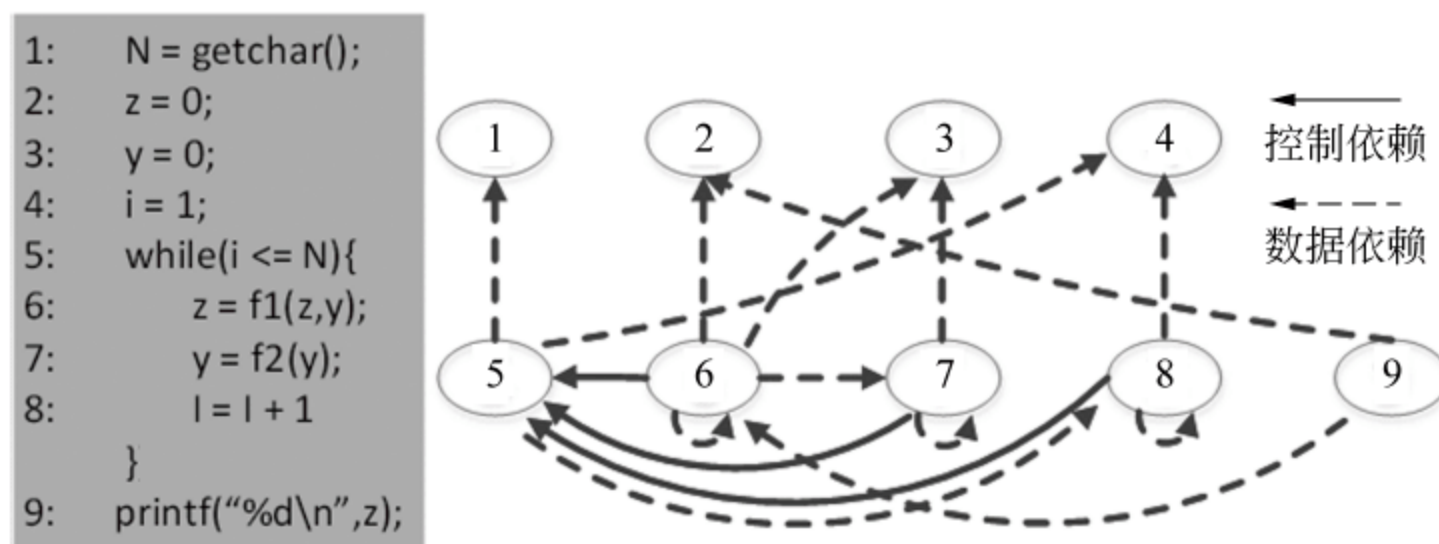 1: N = getchar();
2: z = 0;
3: y = 0;
4: i = 1;
5: while(i <= N){
6: z = f1(z,y);
7: y = f2(y);
8: I = I + 1
}
9: printf("%d\n",z);
1 2 3 4
控制依赖
数据依赖
5 6 7 8 9